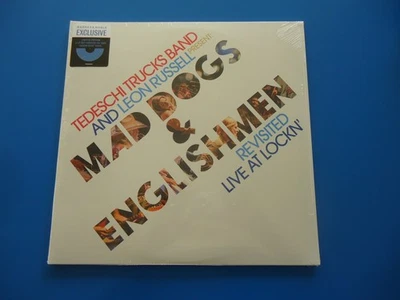 EXCLUSIVE
TEDESCHI TRUCKS BAND
AND LEON RUSSELL PRESENT
MAD DOGS
&
ENGLISHMEN
REVISITED
LIVE AT LOCKN'